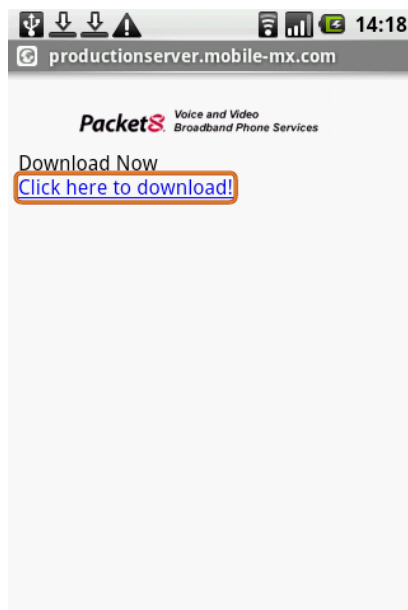 14:18
productionserver.mobile-mx.com
Packet8 Voice and Video
Broadband Phone Services
Download Now
Click here to download!